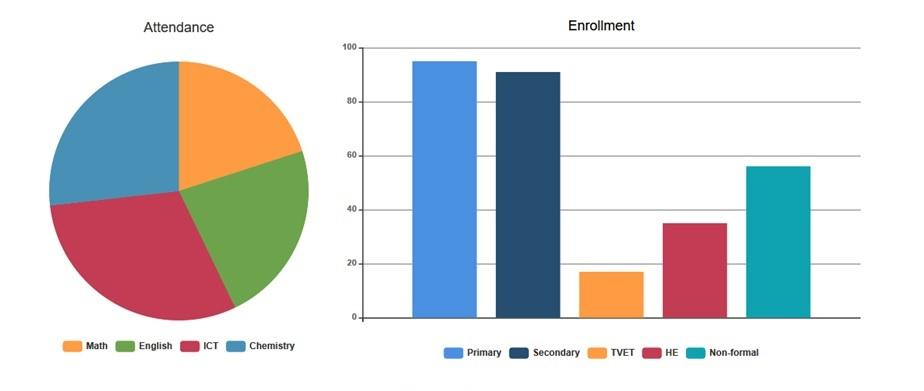 Attendance
Math English ICT Chemistry
Enrollment
100
80
60
40
20
0
Primary Secondary TVET HE Non-formal